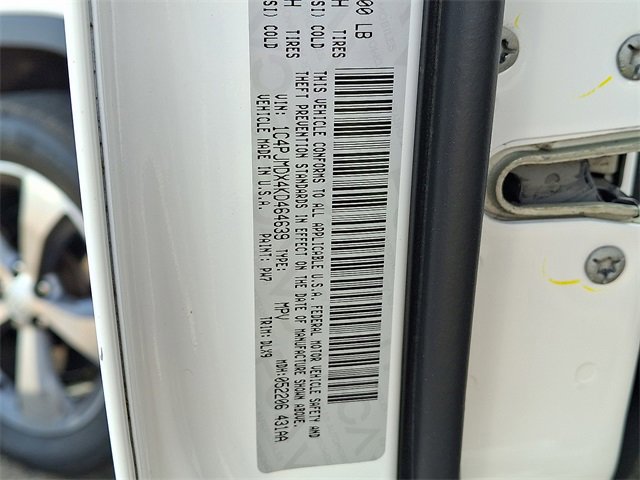 00 LB
H TIRES
SI) COLD
H TIRES
SI) COLD
THIS VEHICLE CONFORMS TO ALL APPLICABLE U.S.A. FEDERAL MOTOR VEHICLE SAFETY AND
THEFT PREVENTION STANDARDS IN EFFECT ON THE DATE OF MANUFACTURE SHOWN ABOVE.
VIN: 1C4PJMDX4KD464639 TYPE: MPV MDH:052206 431AA
VEHICLE MADE IN U.S.A. PAINT: PW7 TRIM: DLX9